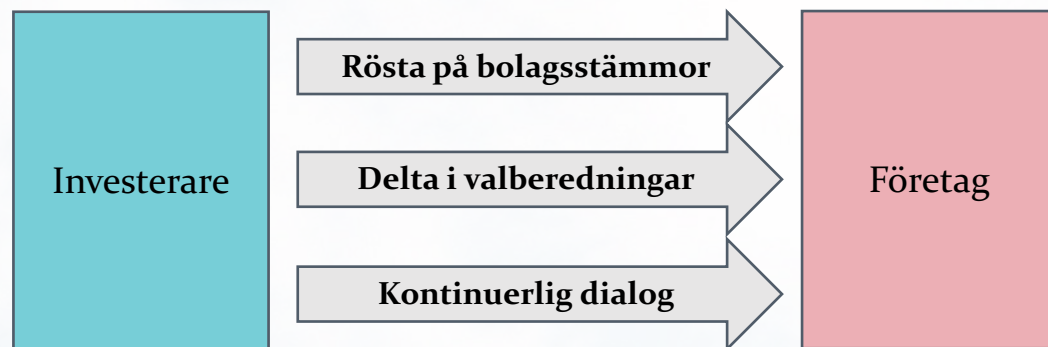 Rösta på bolagsstämmor
Investerare
Delta i valberedningar
Företag
Kontinuerlig dialog